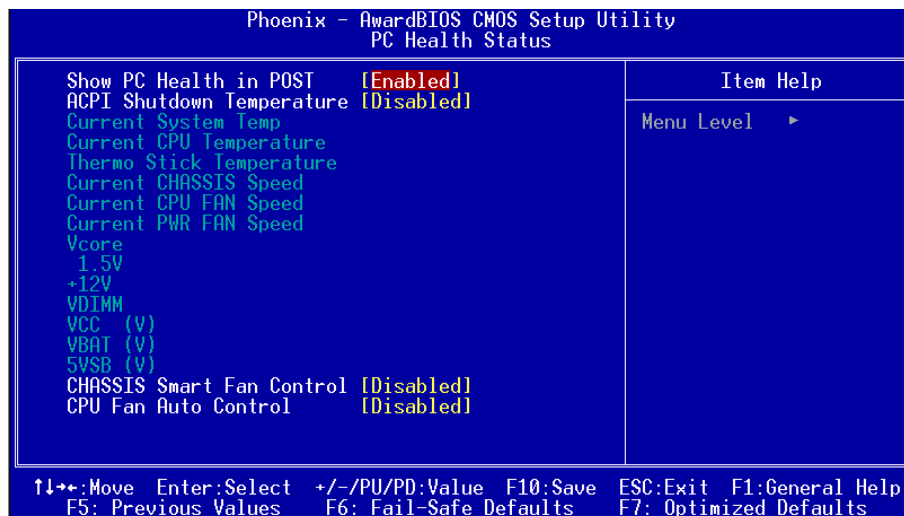 Phoenix – AwardBIOS CMOS Setup Utility
PC Health Status
Show PC Health in POST [Enabled]
ACPI Shutdown Temperature [Disabled]
Current System Temp
Current CPU Temperature
Thermo Stick Temperature
Current CHASSIS Speed
Current CPU FAN Speed
Current PWR FAN Speed
Vcore
1.5V
+12V
VDIMM
VCC (V)
VBAT (V)
5VSB (V)
CHASSIS Smart Fan Control [Disabled]
CPU Fan Auto Control [Disabled]
Item Help
Menu Level ►
↑↓→←:Move Enter:Select +/-/PU/PD:Value F10:Save ESC:Exit F1:General Help
F5: Previous Values F6: Fail-Safe Defaults F7: Optimized Defaults